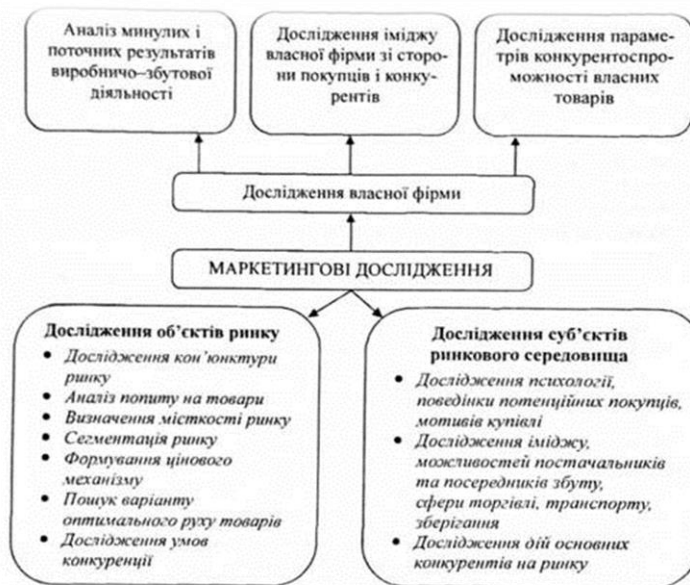 Аналіз минулих і
поточних результатів
виробничо–збутової
діяльності
Дослідження іміджу
власної фірми зі сторо-
ни покупців і конку-
рентів
Дослідження параме-
трів конкурентоспро-
можності власних
товарів
Дослідження власної фірми
МАРКЕТИНГОВІ ДОСЛІДЖЕННЯ
Дослідження об’єктів ринку
• Дослідження кон’юнктури
ринку
• Аналіз попиту на товари
• Визначення місткості ринку
• Сегментація ринку
• Формування цінового
механізму
• Пошук варіанту
оптимального руху товарів
• Дослідження умов
конкуренції
Дослідження суб’єктів
ринкового середовища
• Дослідження психології,
поведінки потенційних покупців,
мотивів купівлі
• Дослідження іміджу,
можливостей постачальників
та посередників збуту,
сфери торгівлі, транспорту,
зберігання
• Дослідження дій основних
конкурентів на ринку